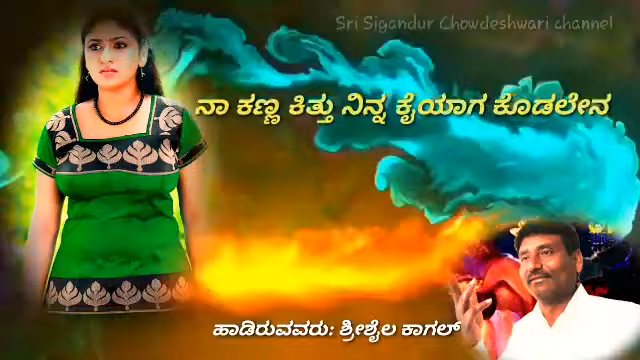 Sri Sigandur Chowdeshwari channel
ನಾ ಕಣ್ಣ ಕಿತ್ತು ನಿನ್ನ ಕೈಯಾಗ ಕೊಡಲೇನ
ಹಾಡಿರುವವರು: ಶ್ರೀಶೈಲ ಕಾಗಲ್